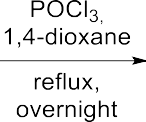 POCl3,
1,4-dioxane
reflux,
overnight